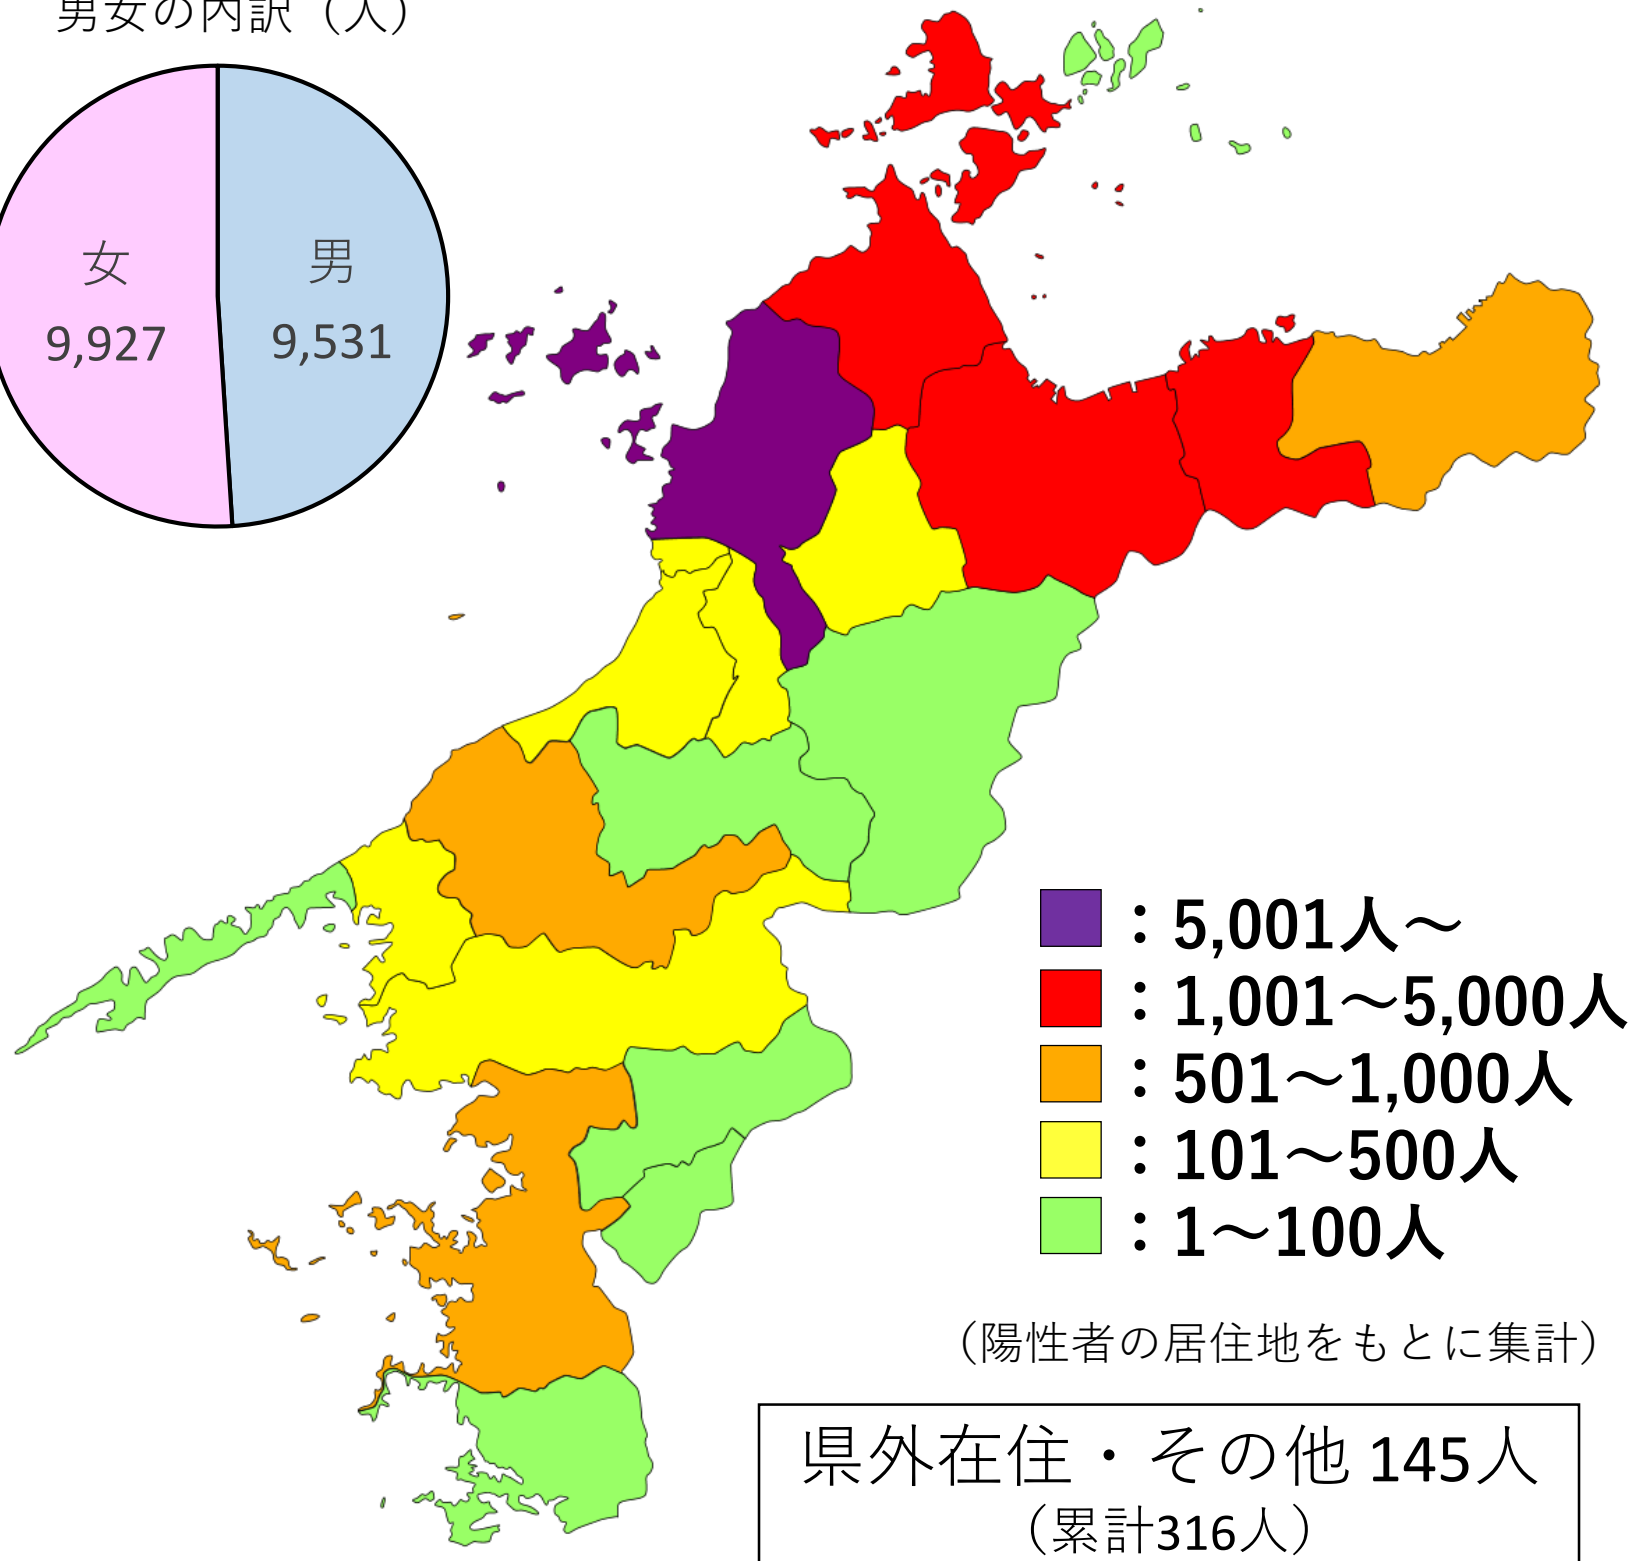 男女の内訳（人）
女
9,927
男
9,531
：5,001人～
：1,001～5,000人
：501～1,000人
：101～500人
：1～100人
（陽性者の居住地をもとに集計）
県外在住・その他 145人
（累計316人）